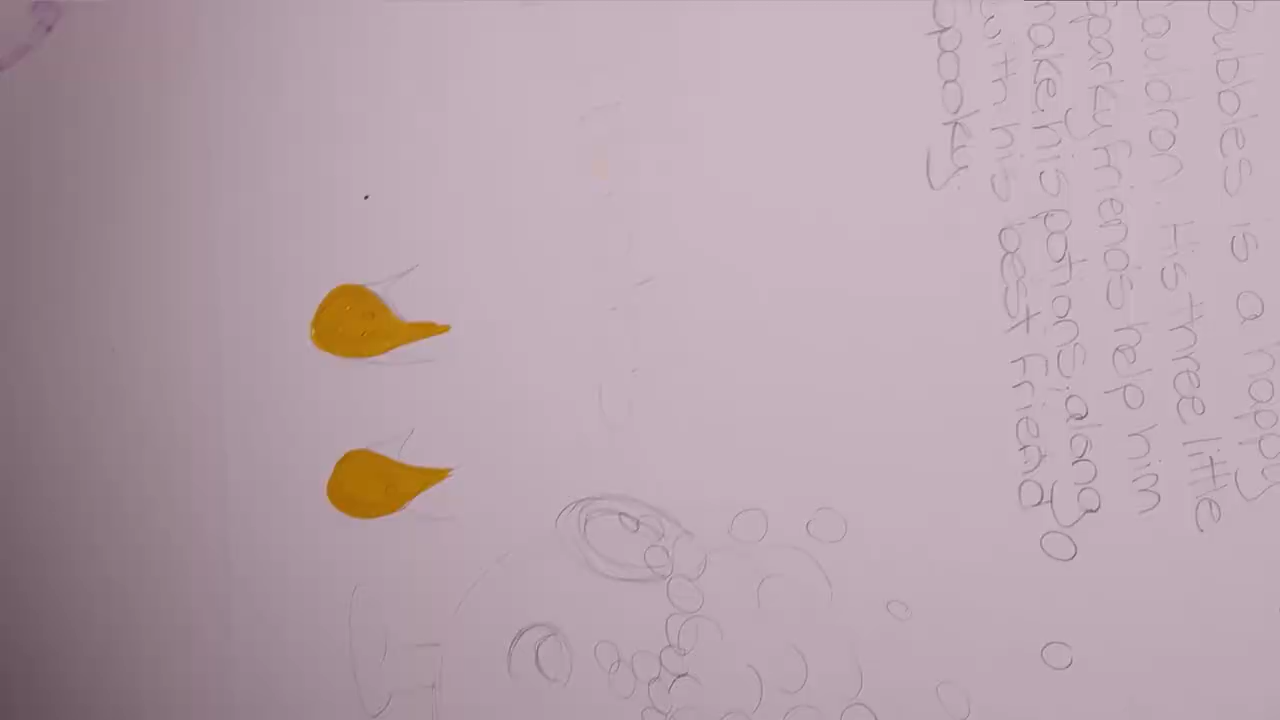 Bubbles is a happy
cauldron. His three little
sparky friends help him
make his potions, along
with his best friend
Spooky.